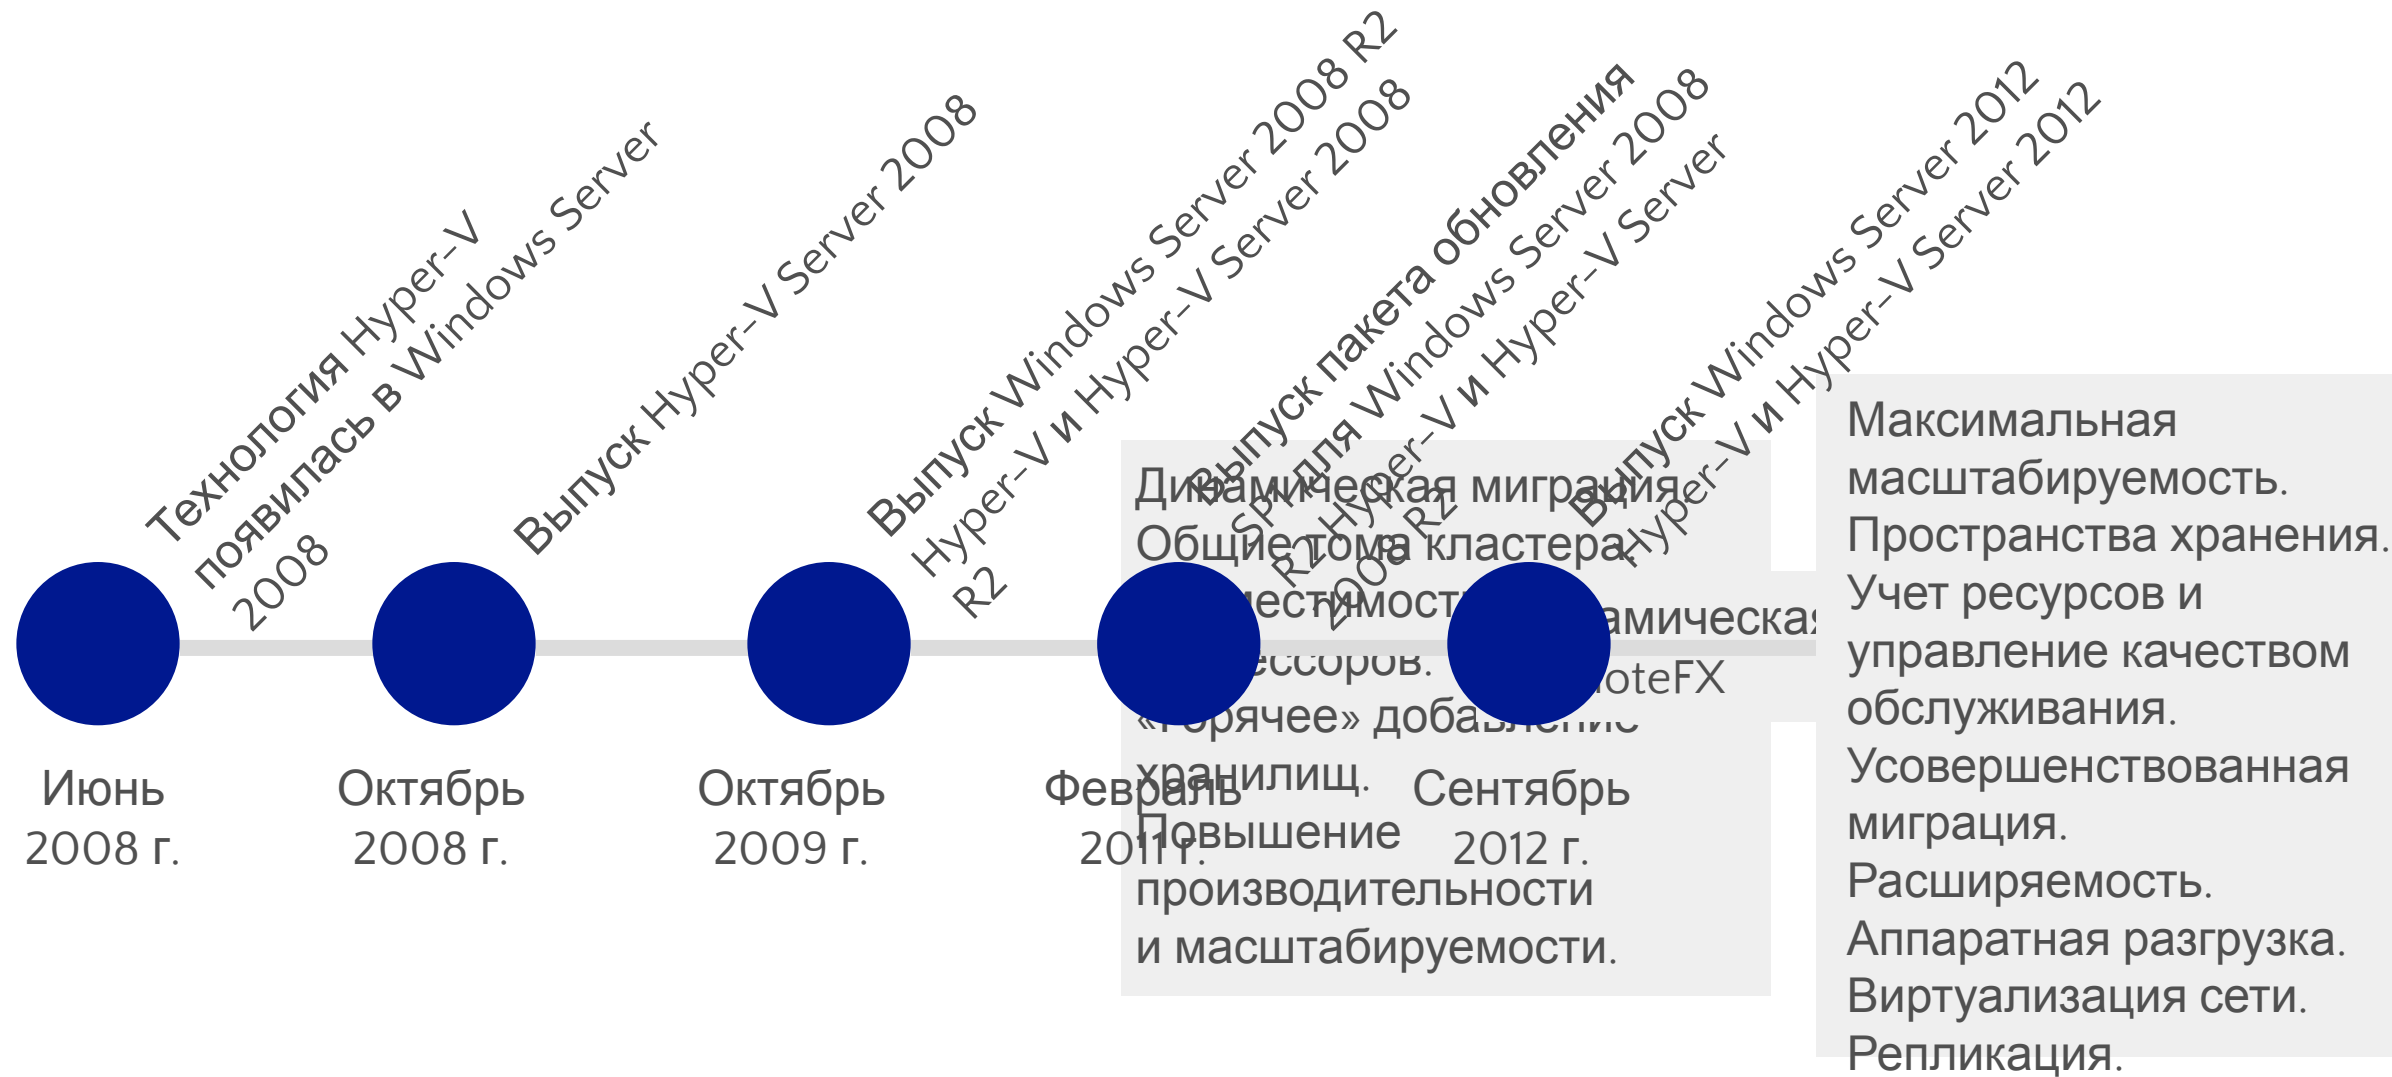 Технология Hyper-V
появилась в Windows Server
2008
Выпуск Hyper-V Server 2008
Выпуск Windows Server 2008 R2
Hyper-V и Hyper-V Server 2008
R2
Выпуск пакета обновления
SP1 для Windows Server 2008
R2 Hyper-V и Hyper-V Server
2008 R2
Выпуск Windows Server 2012
Hyper-V и Hyper-V Server 2012
Июнь
2008 г.
Октябрь
2008 г.
Октябрь
2009 г.
Февраль
2011 г.
Сентябрь
2012 г.
Динамическая миграция.
Общие тома кластера.
«Горячее» добавление
хранилищ.
Повышение
производительности
и масштабируемости.
Максимальная
масштабируемость.
Пространства хранения.
Учет ресурсов и
управление качеством
обслуживания.
Усовершенствованная
миграция.
Расширяемость.
Аппаратная разгрузка.
Виртуализация сети.
Репликация.